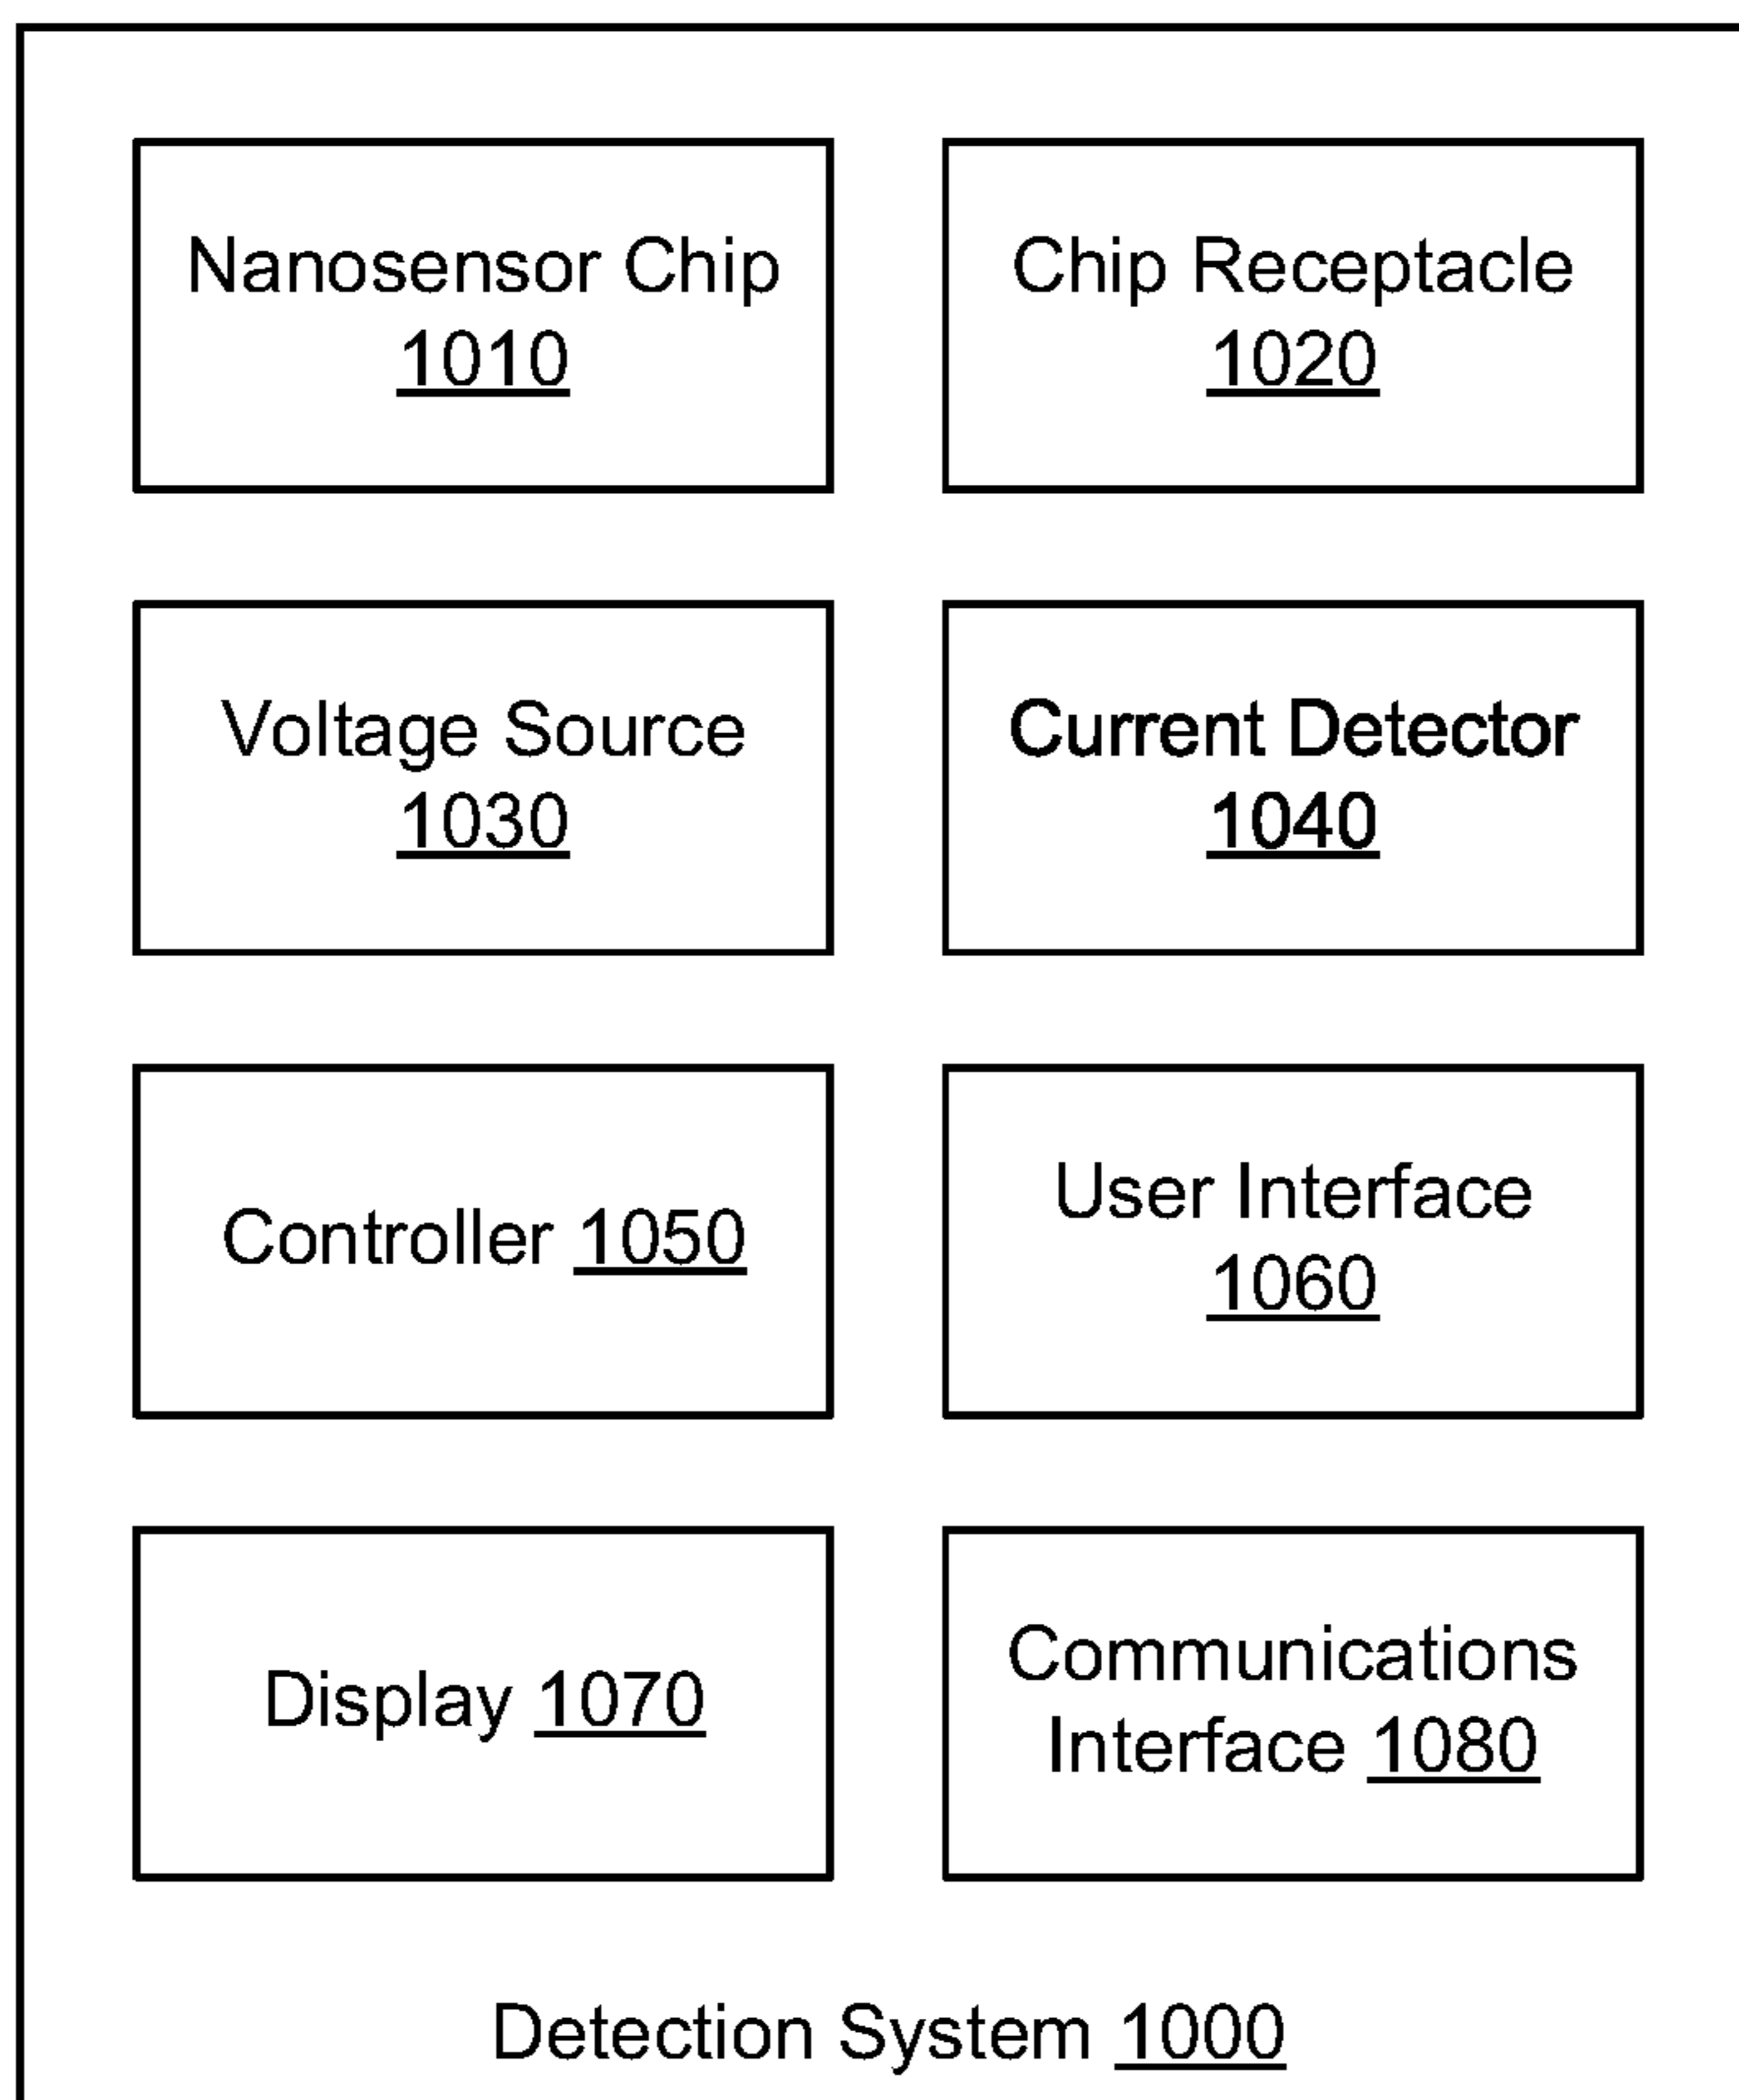 Nanosensor Chip
1010
Chip Receptacle
1020
Voltage Source
1030
Current Detector
1040
Controller 1050
User Interface
1060
Display 1070
Communications
Interface 1080
Detection System 1000